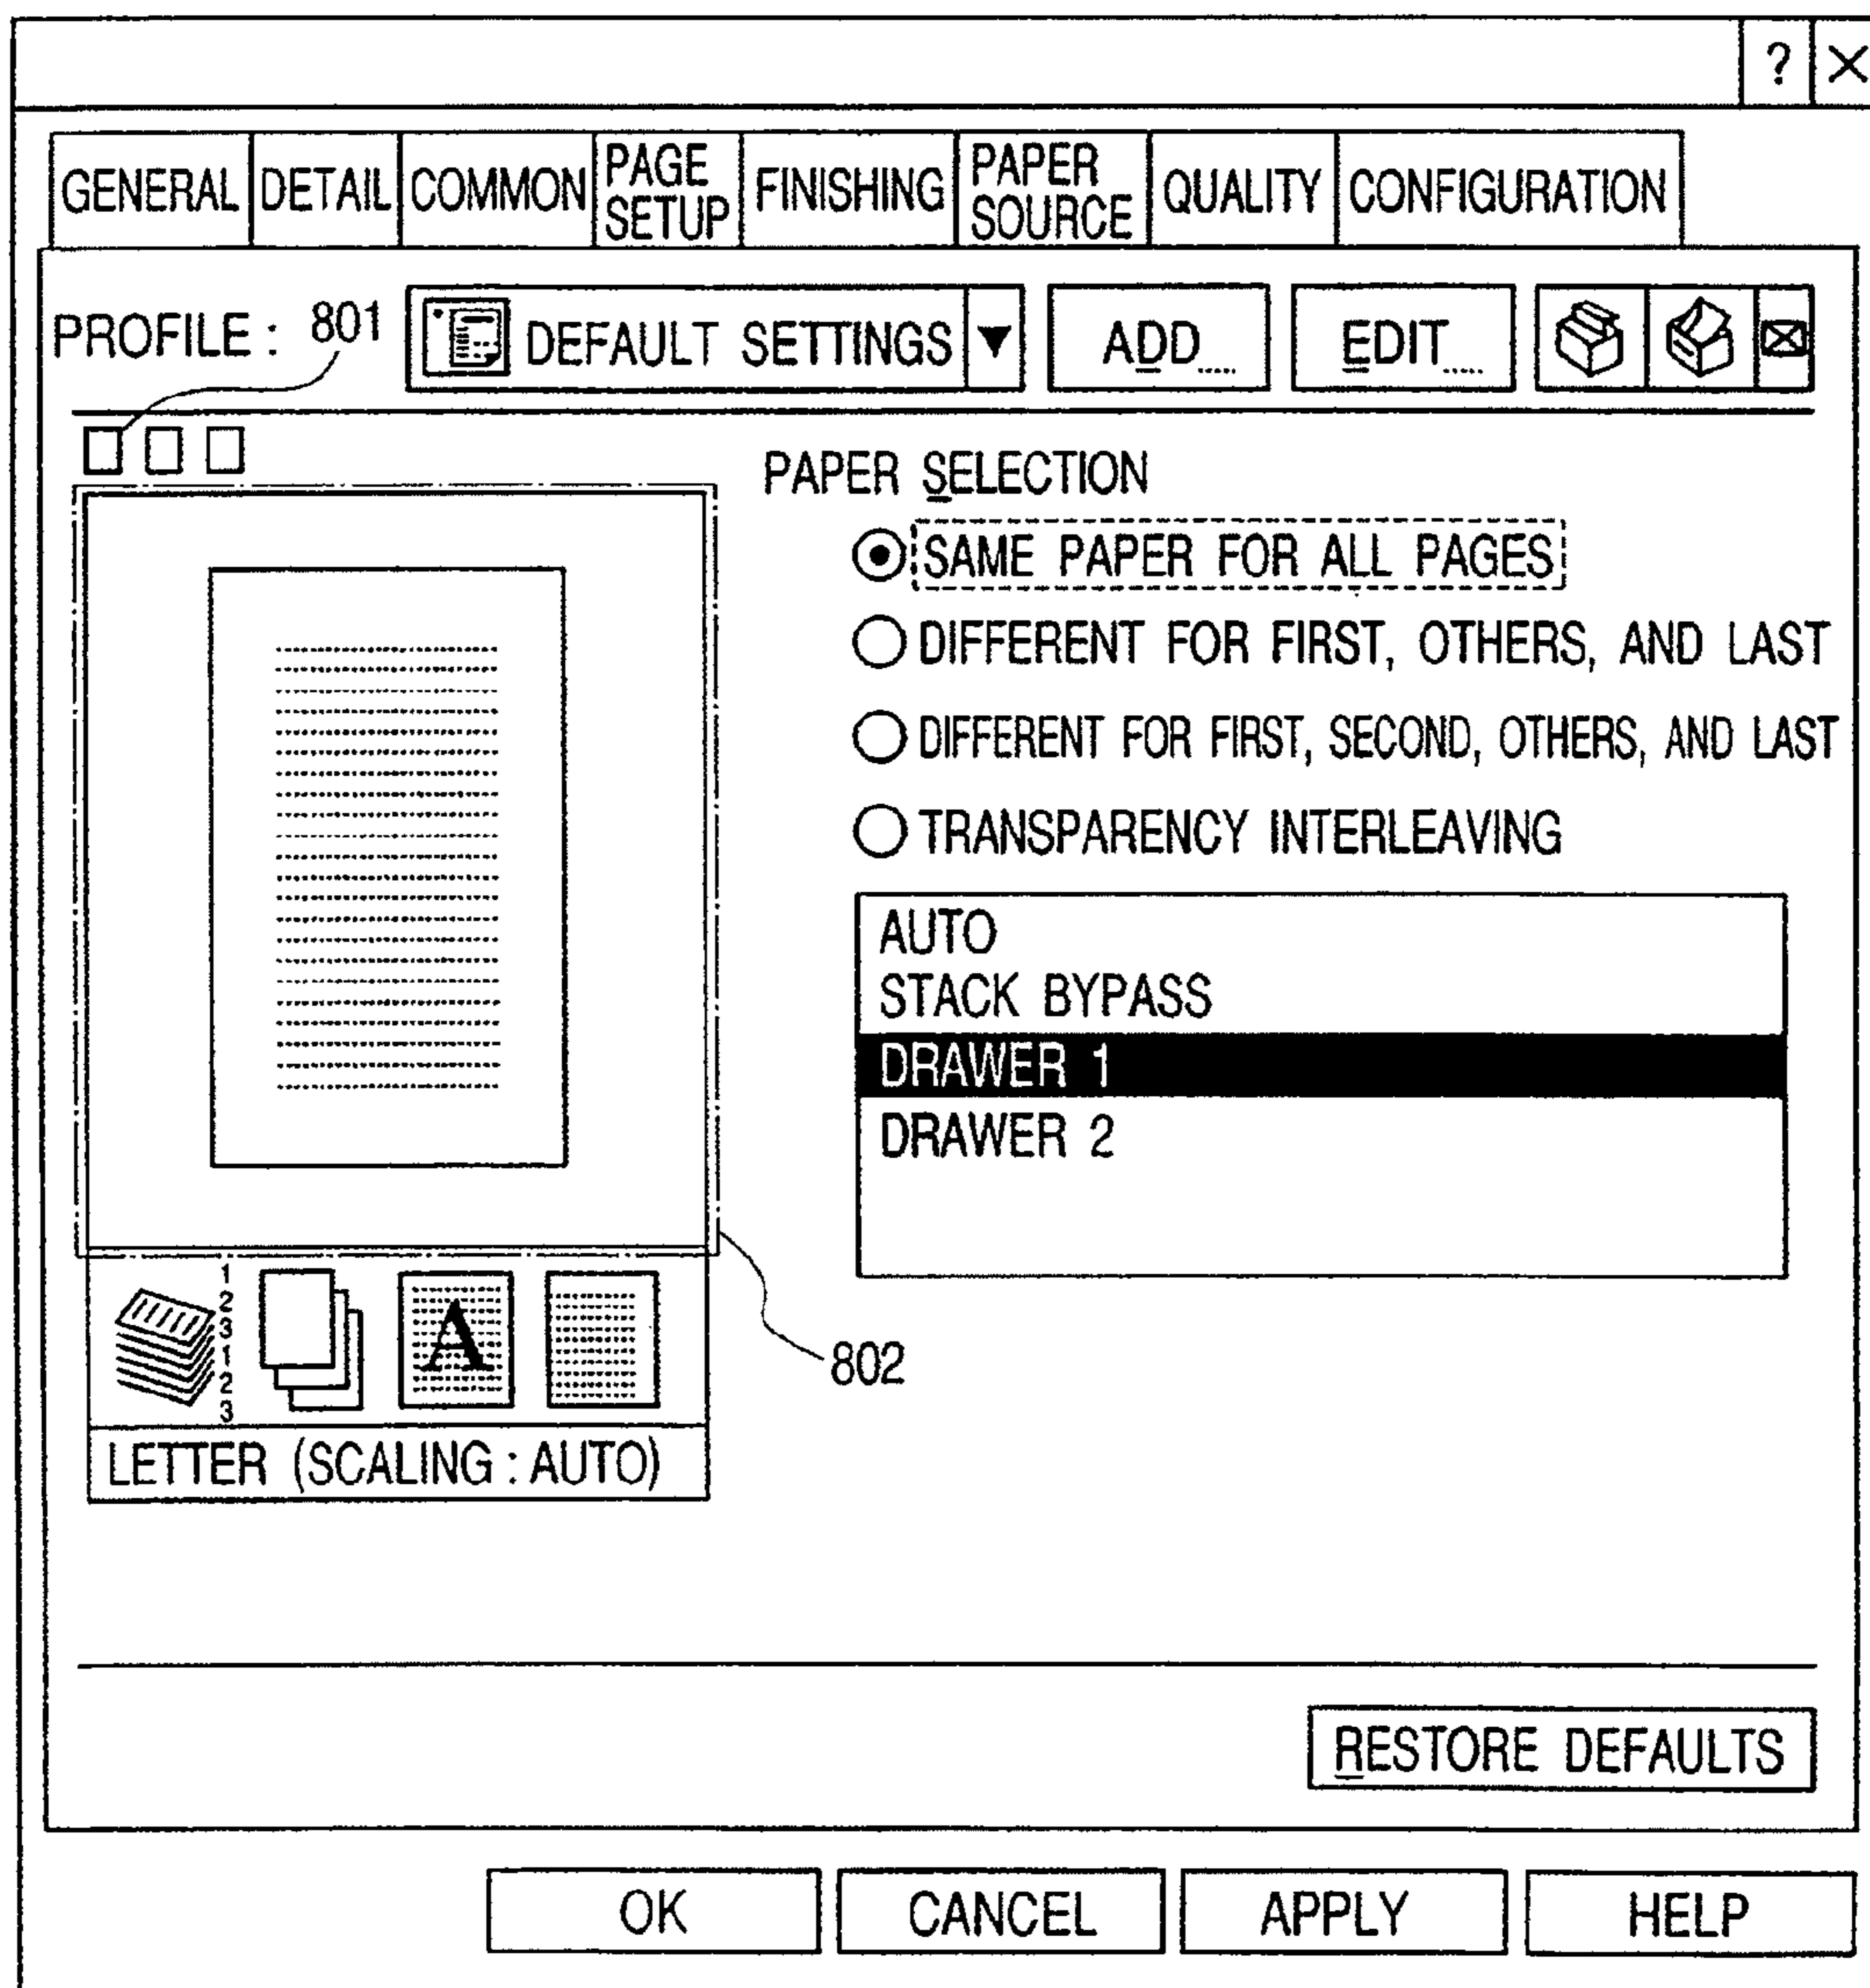 ? ×
GENERAL DETAIL COMMON PAGE SETUP FINISHING PAPER SOURCE QUALITY CONFIGURATION
PROFILE : 801 DEFAULT SETTINGS ▼ ADD..... EDIT.....
PAPER SELECTION
SAME PAPER FOR ALL PAGES
DIFFERENT FOR FIRST, OTHERS, AND LAST
DIFFERENT FOR FIRST, SECOND, OTHERS, AND LAST
TRANSPARENCY INTERLEAVING
AUTO
STACK BYPASS
DRAWER 1
DRAWER 2
1
2
3
1
2
3
A
802
LETTER (SCALING : AUTO)
RESTORE DEFAULTS
OK CANCEL APPLY HELP